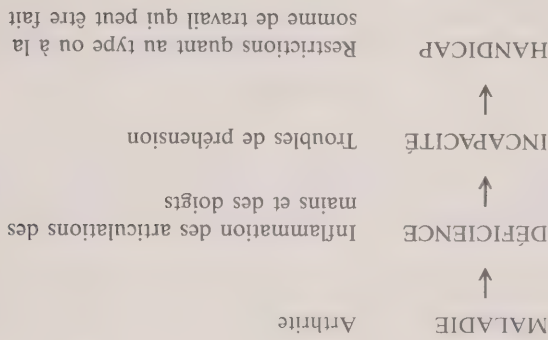 MALADIE Arthrite
↓
DÉFICIENCE Inflammation des articulations des
mains et des doigts
↓
INCAPACITÉ Troubles de préhension
↓
HANDICAP Restrictions quant au type ou à la
somme de travail qui peut être fait